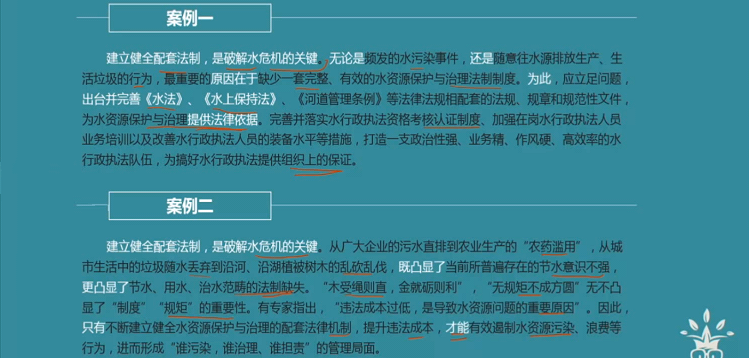 案例一
建立健全配套法制，是破解水危机的关键。无论是频发的水污染事件，还是随意往水源排放生产、生
活垃圾的行为，最重要的原因在于缺少一套完整、有效的水资源保护与治理法制制度。为此，应立足问题，
出台并完善《水法》、《水上保持法》、《河道管理条例》等法律法规相配套的法规、规章和规范性文件，
为水资源保护与治理提供法律依据。完善并落实水行政执法资格考核认证制度、加强在岗水行政执法人员
业务培训以及改善水行政执法人员的装备水平等措施，打造一支政治性强、业务精、作风硬、高效率的水
行政执法队伍，为搞好水行政执法提供组织上的保证。
案例二
建立健全配套法制，是破解水危机的关键。从广大企业的污水直排到农业生产的“农药滥用”，从城
市生活中的垃圾随水丢弃到沿河、沿湖植被树木的乱砍乱伐，既凸显了当前所普遍存在的节水意识不强，
更凸显了节水、用水、治水范畴的法制缺失。“木受绳则直，金就砺则利”，“无规矩不成方圆”无不凸
显了“制度”“规矩”的重要性。有专家指出，“违法成本过低，是导致水资源问题的重要原因”。因此，
只有不断建立健全水资源保护与治理的配套法律机制，提升违法成本，才能有效遏制水资源污染、浪费等
行为，进而形成“谁污染，谁治理、谁担责”的管理局面。